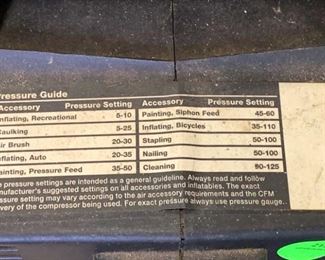 Pressure Guide
Accessory Pressure Setting Accessory Pressure Setting
Inflating, Recreational 5-10 Painting, Siphon Feed 45-60
Caulking 5-25 Inflating, Bicycles 35-110
Air Brush 20-30 Stapling 50-100
Inflating, Auto 20-35 Nailing 50-100
Painting, Pressure Feed 35-50 Cleaning 80-125
pressure settings are intended as a general guideline. Always read and follow
manufacturer's suggested settings on all accessories and inflatables. The exact
pressure setting may vary according to the air accessory requirements and the CFM
delivery of the compressor being used. For exact pressure always use pressure gauge.